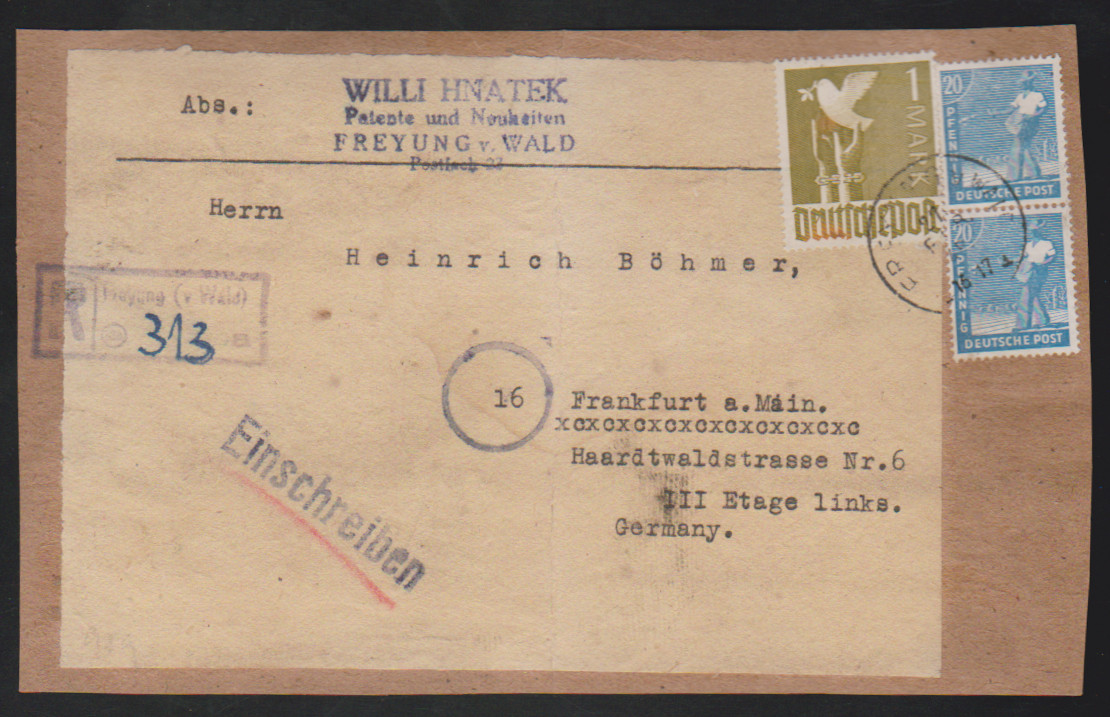 Abs.:
WILLI HNATEK
Patente und Neuheiten
FREYUNG v. WALD
Postfach 23
1 MARK
Deutsche Post
20 PFENNIG
DEUTSCHE POST
20 PFENNIG
DEUTSCHE POST
Herrn
Heinrich Böhmer,
R
Freyung (v Wald)
313
16
Frankfurt a.Main.
xcxcxcxcxcxcxcxcxcxc
Haardtwaldstrasse Nr.6
III Etage links.
Germany.
Einschreiben